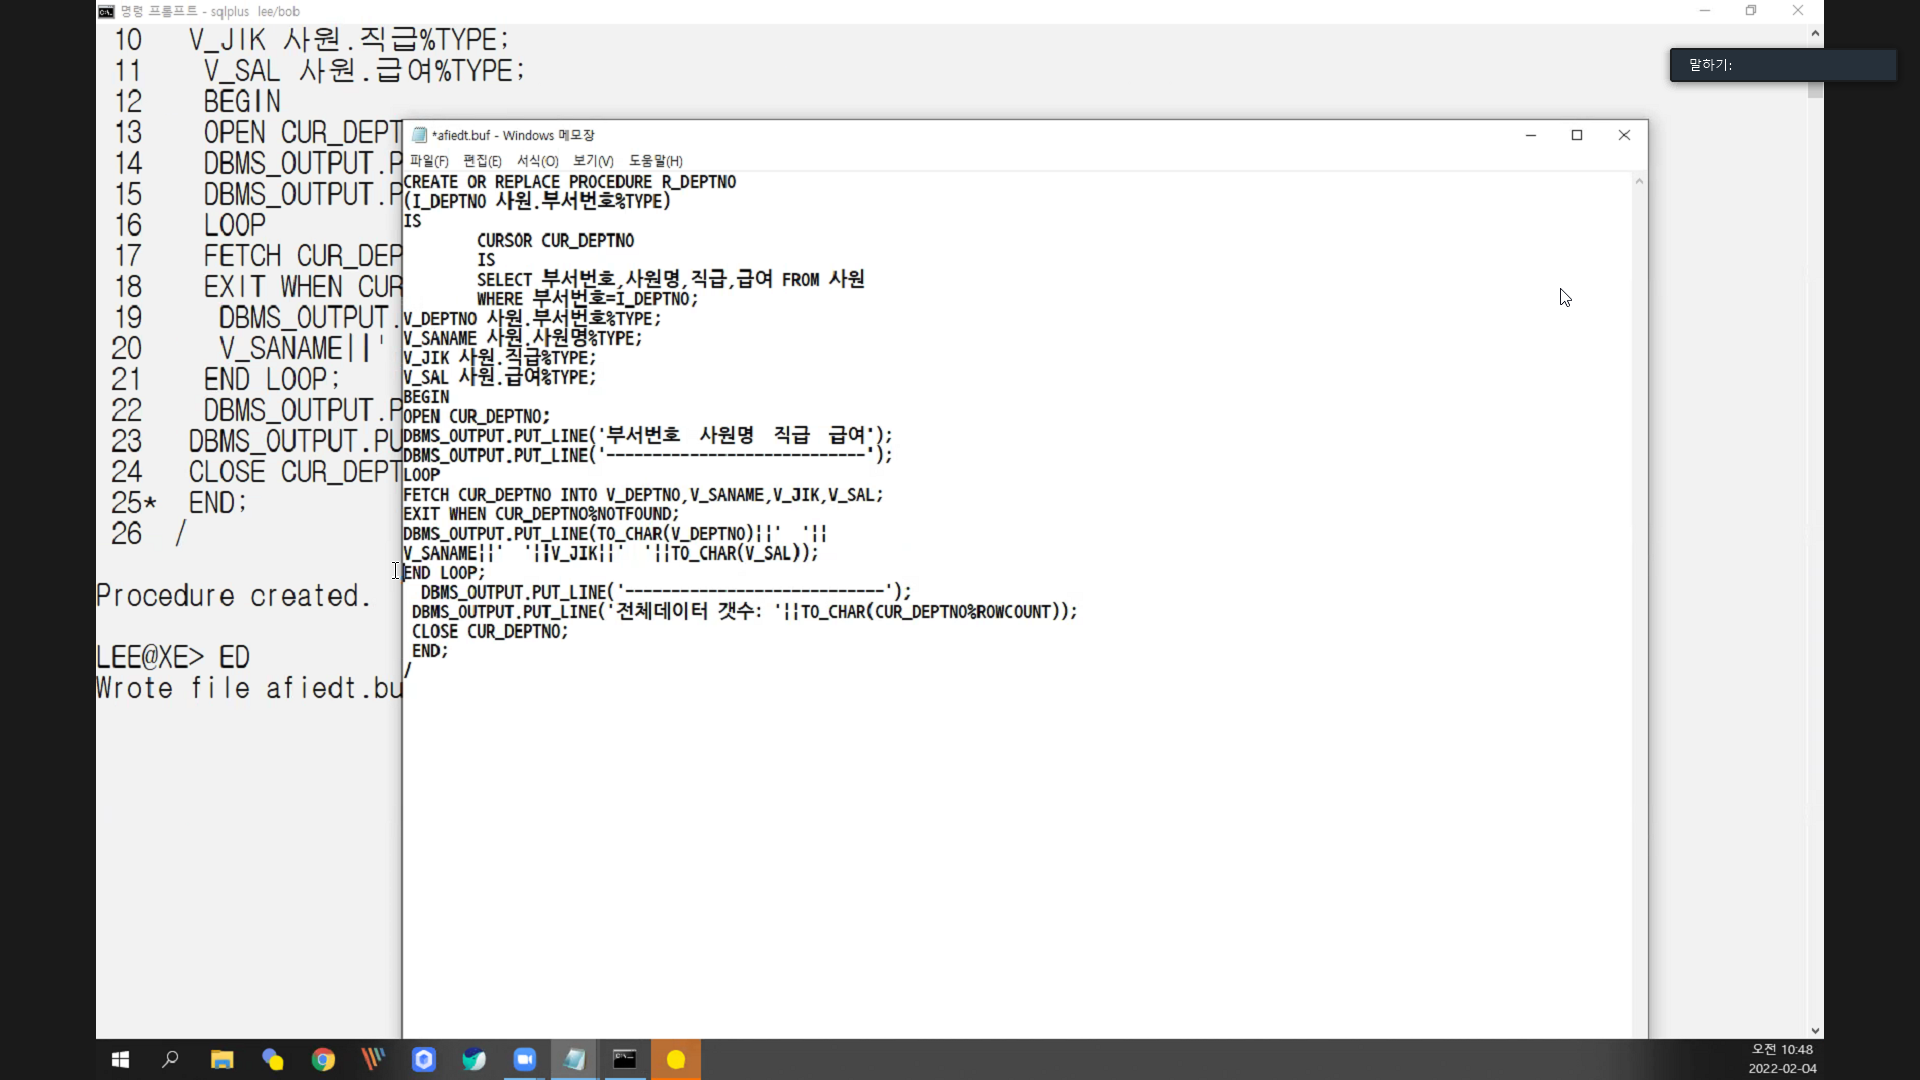 명령 프롬프트 - sqlplus lee/bob
10 V_JIK 사원.직급%TYPE;
11 V_SAL 사원.급여%TYPE;
12 BEGIN
13 OPEN CUR_DEPT
14 DBMS_OUTPUT.P
15 DBMS_OUTPUT.P
16 LOOP
17 FETCH CUR_DEP
18 EXIT WHEN CUR
19 DBMS_OUTPUT.
20 V_SANAME||'
21 END LOOP;
22 DBMS_OUTPUT.P
23 DBMS_OUTPUT.PU
24 CLOSE CUR_DEPT
25* END;
26 /
Procedure created.
LEE@XE> ED
Wrote file afiedt.bu
말하기:
*afiedt.buf - Windows 메모장
파일(F) 편집(E) 서식(O) 보기(V) 도움말(H)
CREATE OR REPLACE PROCEDURE R_DEPTNO
(I_DEPTNO 사원.부서번호%TYPE)
IS
CURSOR CUR_DEPTNO
IS
SELECT 부서번호,사원명,직급,급여 FROM 사원
WHERE 부서번호=I_DEPTNO;
V_DEPTNO 사원.부서번호%TYPE;
V_SANAME 사원.사원명%TYPE;
V_JIK 사원.직급%TYPE;
V_SAL 사원.급여%TYPE;
BEGIN
OPEN CUR_DEPTNO;
DBMS_OUTPUT.PUT_LINE('부서번호  사원명  직급  급여');
DBMS_OUTPUT.PUT_LINE('----------------------------');
LOOP
FETCH CUR_DEPTNO INTO V_DEPTNO,V_SANAME,V_JIK,V_SAL;
EXIT WHEN CUR_DEPTNO%NOTFOUND;
DBMS_OUTPUT.PUT_LINE(TO_CHAR(V_DEPTNO)||'  '||
V_SANAME||'  '||V_JIK||'  '||TO_CHAR(V_SAL));
END LOOP;
DBMS_OUTPUT.PUT_LINE('----------------------------');
DBMS_OUTPUT.PUT_LINE('전체데이터 갯수: '||TO_CHAR(CUR_DEPTNO%ROWCOUNT));
CLOSE CUR_DEPTNO;
END;
/
오전 10:48
2022-02-04